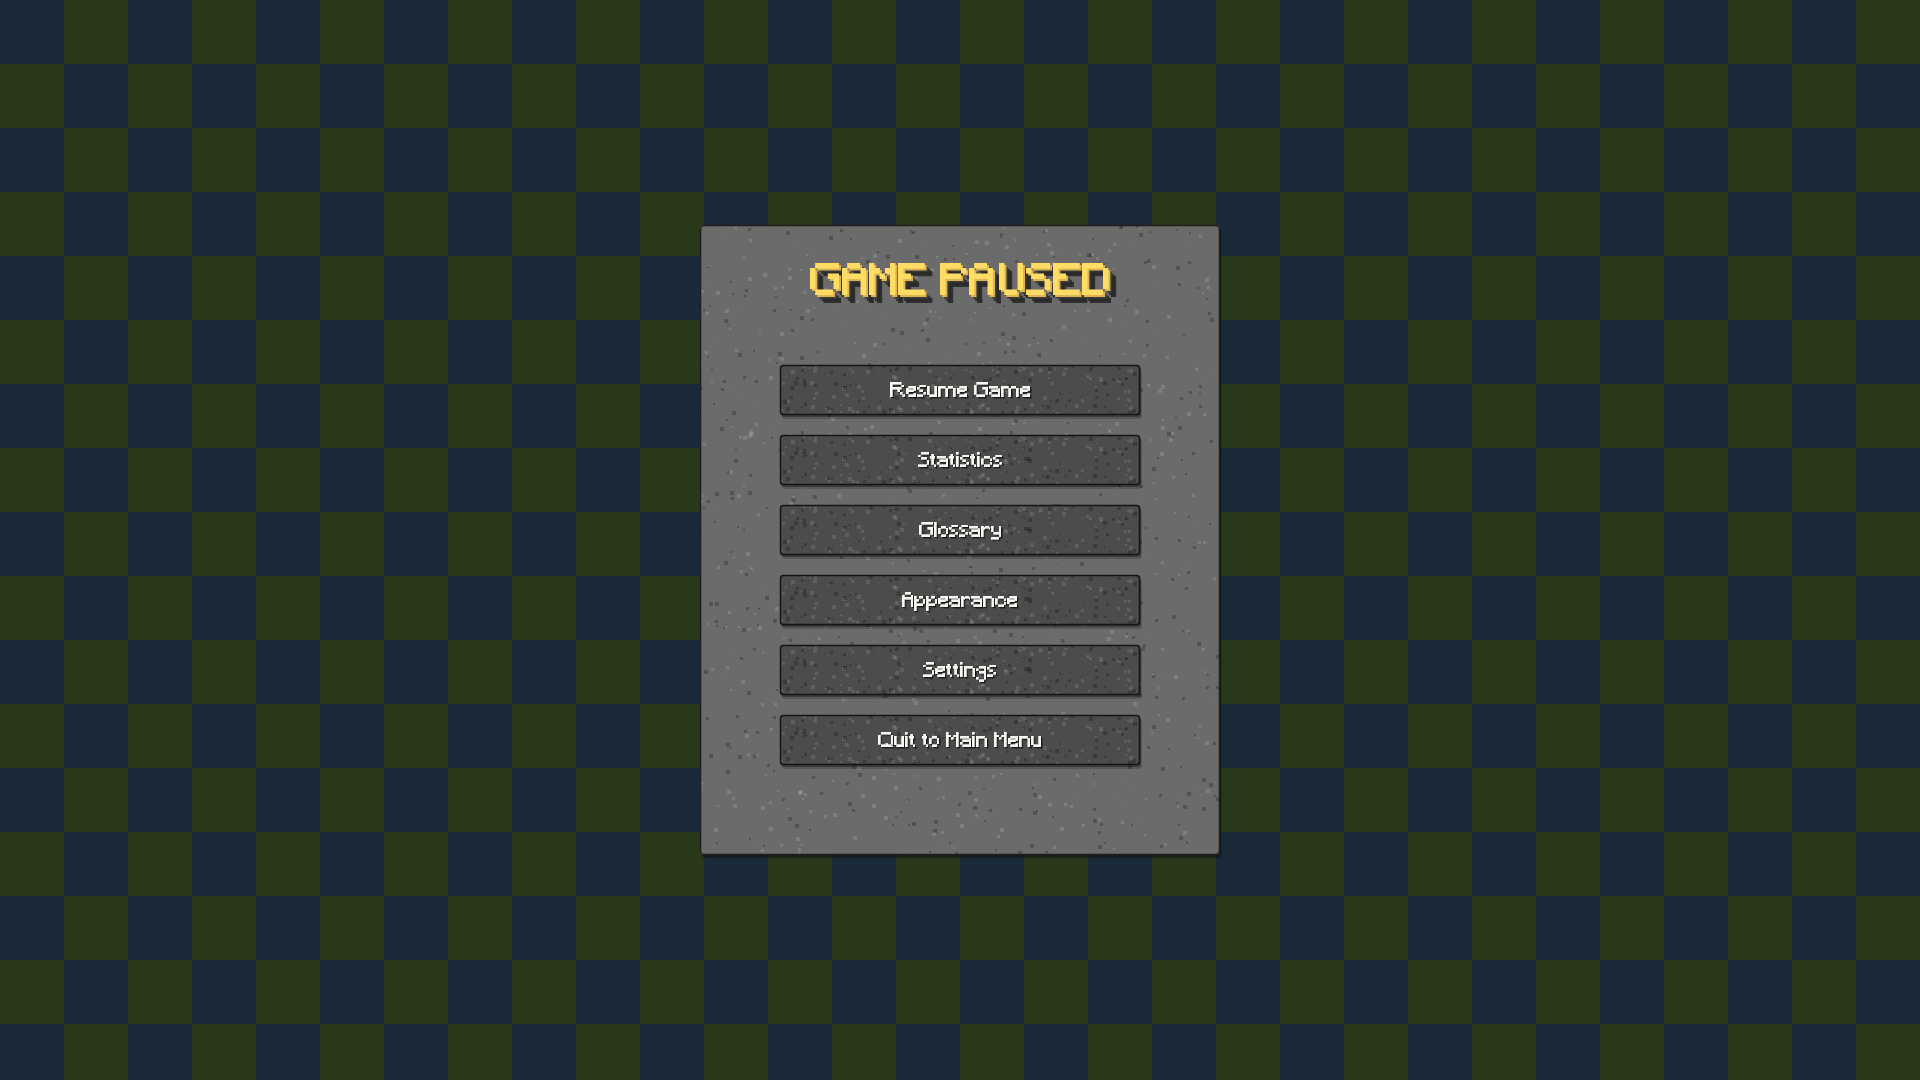 GAME PAUSED
Resume Game
Statistics
Glossary
Appearance
Settings
Quit to Main Menu